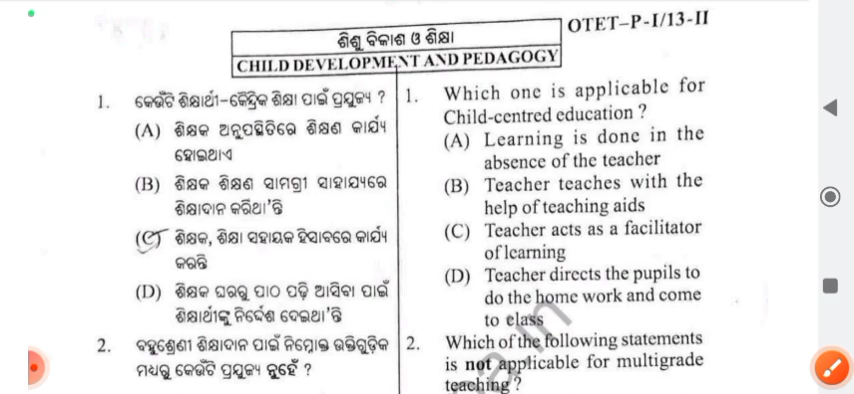 OTET–P-I/13-II
ଶିଶୁ ବିକାଶ ଓ ଶିକ୍ଷା
CHILD DEVELOPMENT AND PEDAGOGY
1. କେଉଁଟି ଶିକ୍ଷାର୍ଥୀ-କୈନ୍ଦ୍ରିକ ଶିକ୍ଷା ପାଇଁ ପ୍ରଯୁଜ୍ୟ ?
(A) ଶିକ୍ଷକ ଅନୁପସ୍ଥିତିରେ ଶିକ୍ଷଣ କାର୍ଯ୍ୟ
ହୋଇଥାଏ
(B) ଶିକ୍ଷକ ଶିକ୍ଷଣ ସାମଗ୍ରୀ ସାହାଯ୍ୟରେ
ଶିକ୍ଷାଦାନ କରିଥା'ନ୍ତି
(C) ଶିକ୍ଷକ, ଶିକ୍ଷା ସହାୟକ ହିସାବରେ କାର୍ଯ୍ୟ
କରନ୍ତି
(D) ଶିକ୍ଷକ ଘରରୁ ପାଠ ପଢ଼ି ଆସିବା ପାଇଁ
ଶିକ୍ଷାର୍ଥୀଙ୍କୁ ନିର୍ଦ୍ଦେଶ ଦେଇଥା'ନ୍ତି
2. ବହୁଶ୍ରେଣୀ ଶିକ୍ଷାଦାନ ପାଇଁ ନିମ୍ନୋକ୍ତ ଉକ୍ତିଗୁଡ଼ିକ
ମଧ୍ୟରୁ କେଉଁଟି ପ୍ରଯୁଜ୍ୟ ନୁହେଁ ?
1. Which one is applicable for
Child-centred education ?
(A) Learning is done in the
absence of the teacher
(B) Teacher teaches with the
help of teaching aids
(C) Teacher acts as a facilitator
of learning
(D) Teacher directs the pupils to
do the home work and come
to class
2. Which of the following statements
is not applicable for multigrade
teaching ?